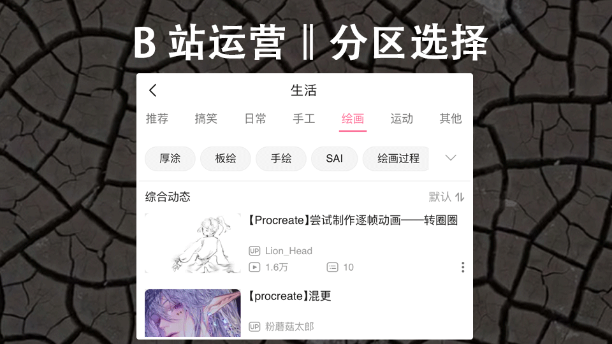 B 站运营 ‖ 分区选择
生活
推荐 搞笑 日常 手工 绘画 运动 其他
厚涂 板绘 手绘 SAI 绘画过程
综合动态 默认
【Procreate】尝试制作逐帧动画——转圈圈
UP Lion_Head
1.6万 10
【procreate】混更
UP 粉蘑菇太郎